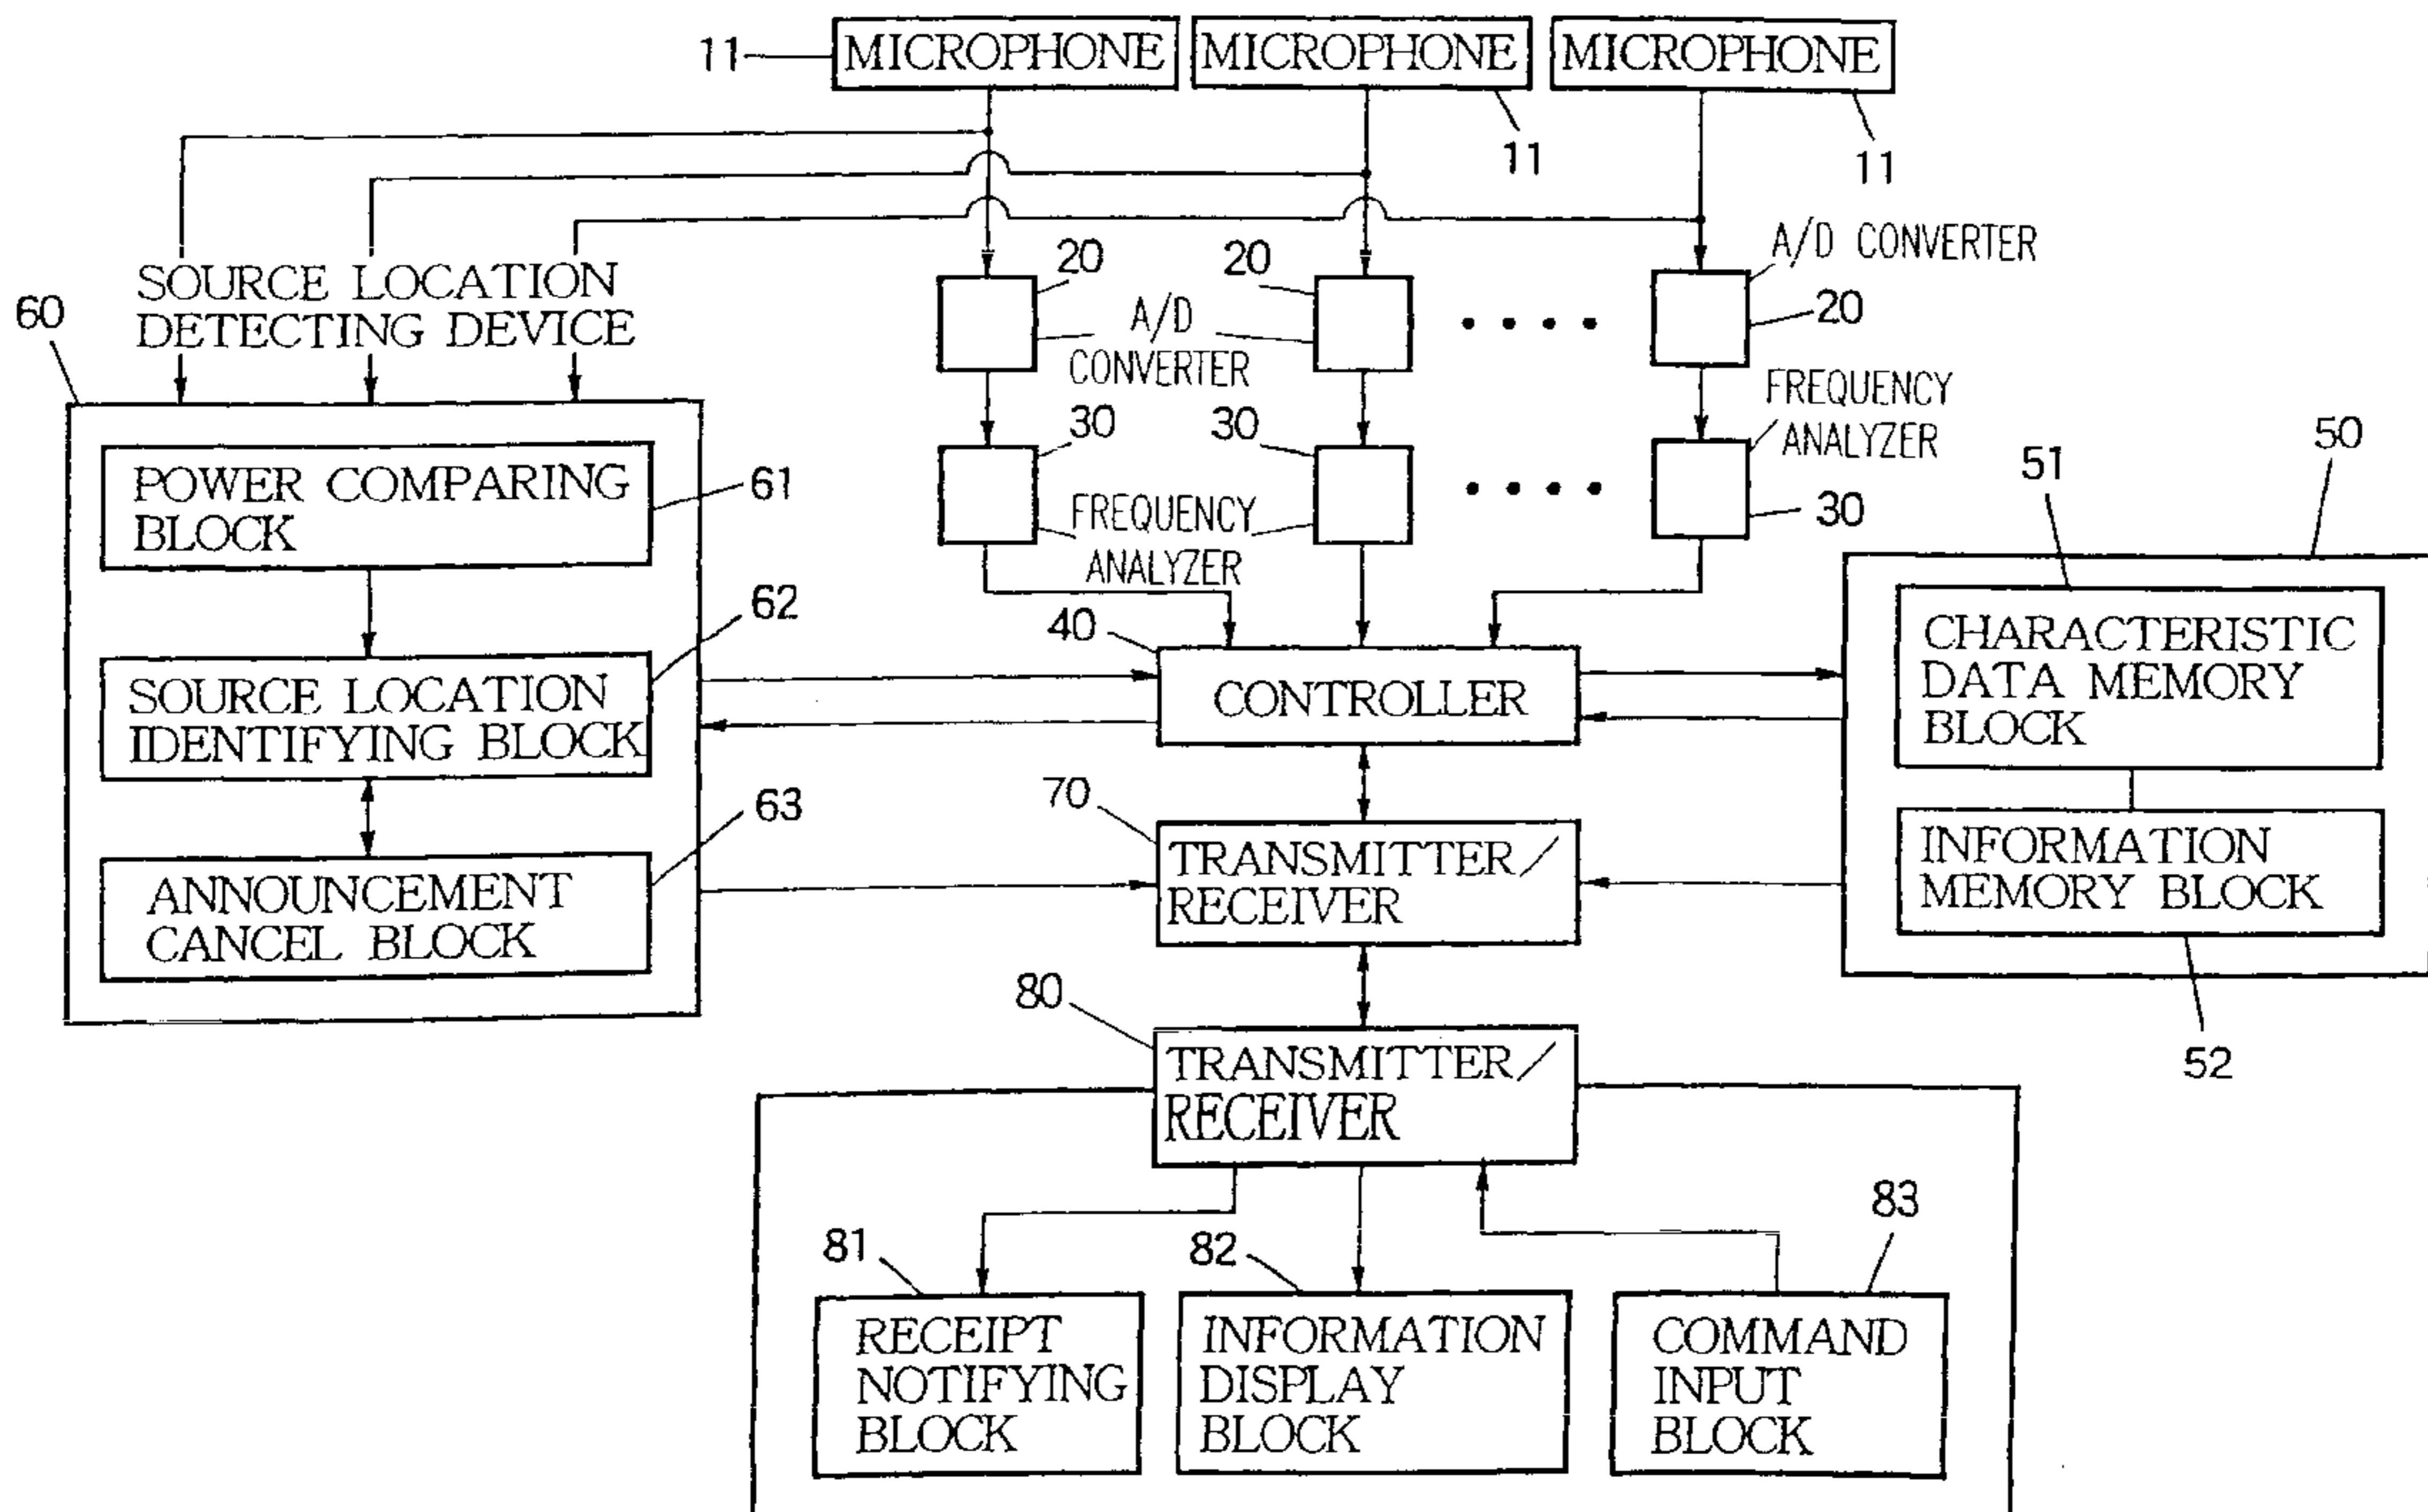 11
MICROPHONE
MICROPHONE
MICROPHONE
11
11
SOURCE LOCATION
DETECTING DEVICE
60
20
20
A/D CONVERTER
20
A/D
CONVERTER
30
30
FREQUENCY
ANALYZER
30
FREQUENCY
ANALYZER
POWER COMPARING
BLOCK
61
62
SOURCE LOCATION
IDENTIFYING BLOCK
63
ANNOUNCEMENT
CANCEL BLOCK
40
CONTROLLER
50
51
CHARACTERISTIC
DATA MEMORY
BLOCK
INFORMATION
MEMORY BLOCK
52
70
TRANSMITTER/
RECEIVER
80
TRANSMITTER/
RECEIVER
81
RECEIPT
NOTIFYING
BLOCK
82
INFORMATION
DISPLAY
BLOCK
83
COMMAND
INPUT
BLOCK